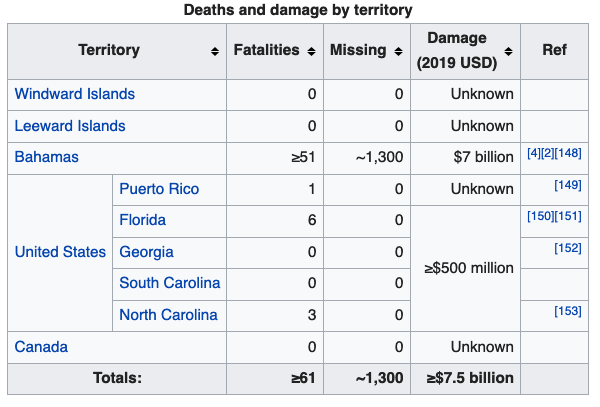 Deaths and damage by territory
Territory Fatalities Missing Damage (2019 USD) Ref
Windward Islands 0 0 Unknown
Leeward Islands 0 0 Unknown
Bahamas ≥51 ~1,300 $7 billion [4][2][148]
United States Puerto Rico 1 0 Unknown [149]
Florida 6 0 ≥$500 million [150][151]
Georgia 0 0 [152]
South Carolina 0 0
North Carolina 3 0 [153]
Canada 0 0 Unknown
Totals: ≥61 ~1,300 ≥$7.5 billion